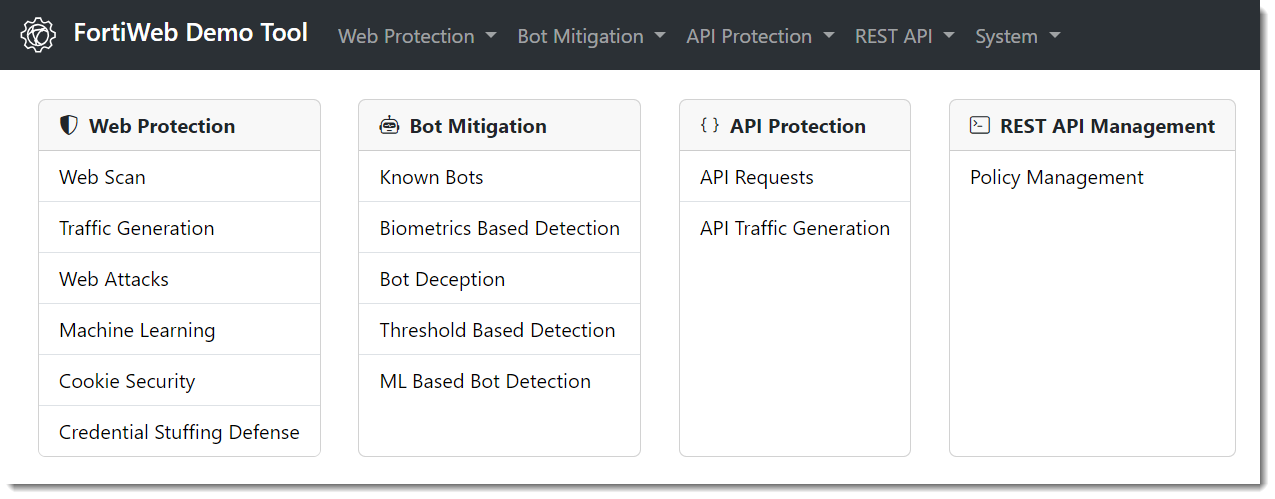 FortiWeb Demo Tool
Web Protection
Bot Mitigation
API Protection
REST API
System
Web Protection
Web Scan
Traffic Generation
Web Attacks
Machine Learning
Cookie Security
Credential Stuffing Defense
Bot Mitigation
Known Bots
Biometrics Based Detection
Bot Deception
Threshold Based Detection
ML Based Bot Detection
{ } API Protection
API Requests
API Traffic Generation
REST API Management
Policy Management